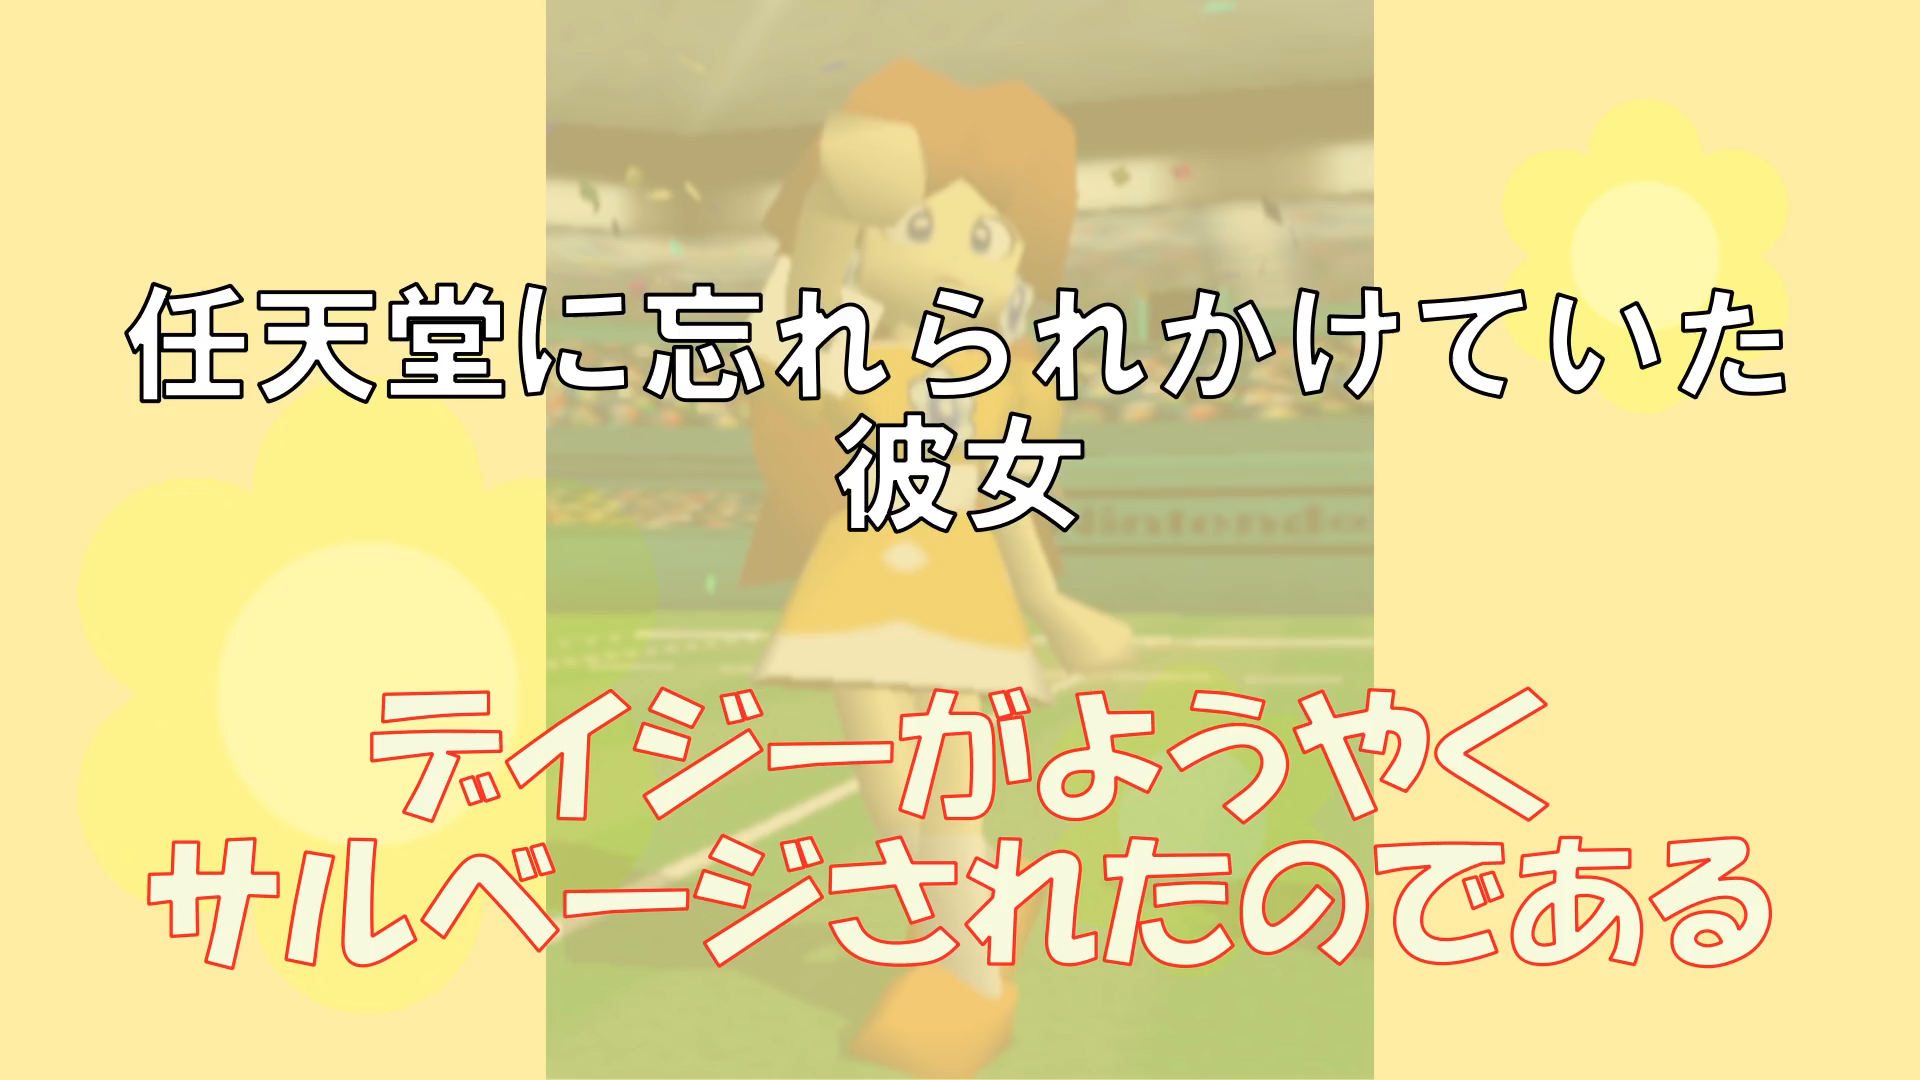 任天堂に忘れられかけていた
彼女
Nintendo
デイジーがようやく
サルベージされたのである